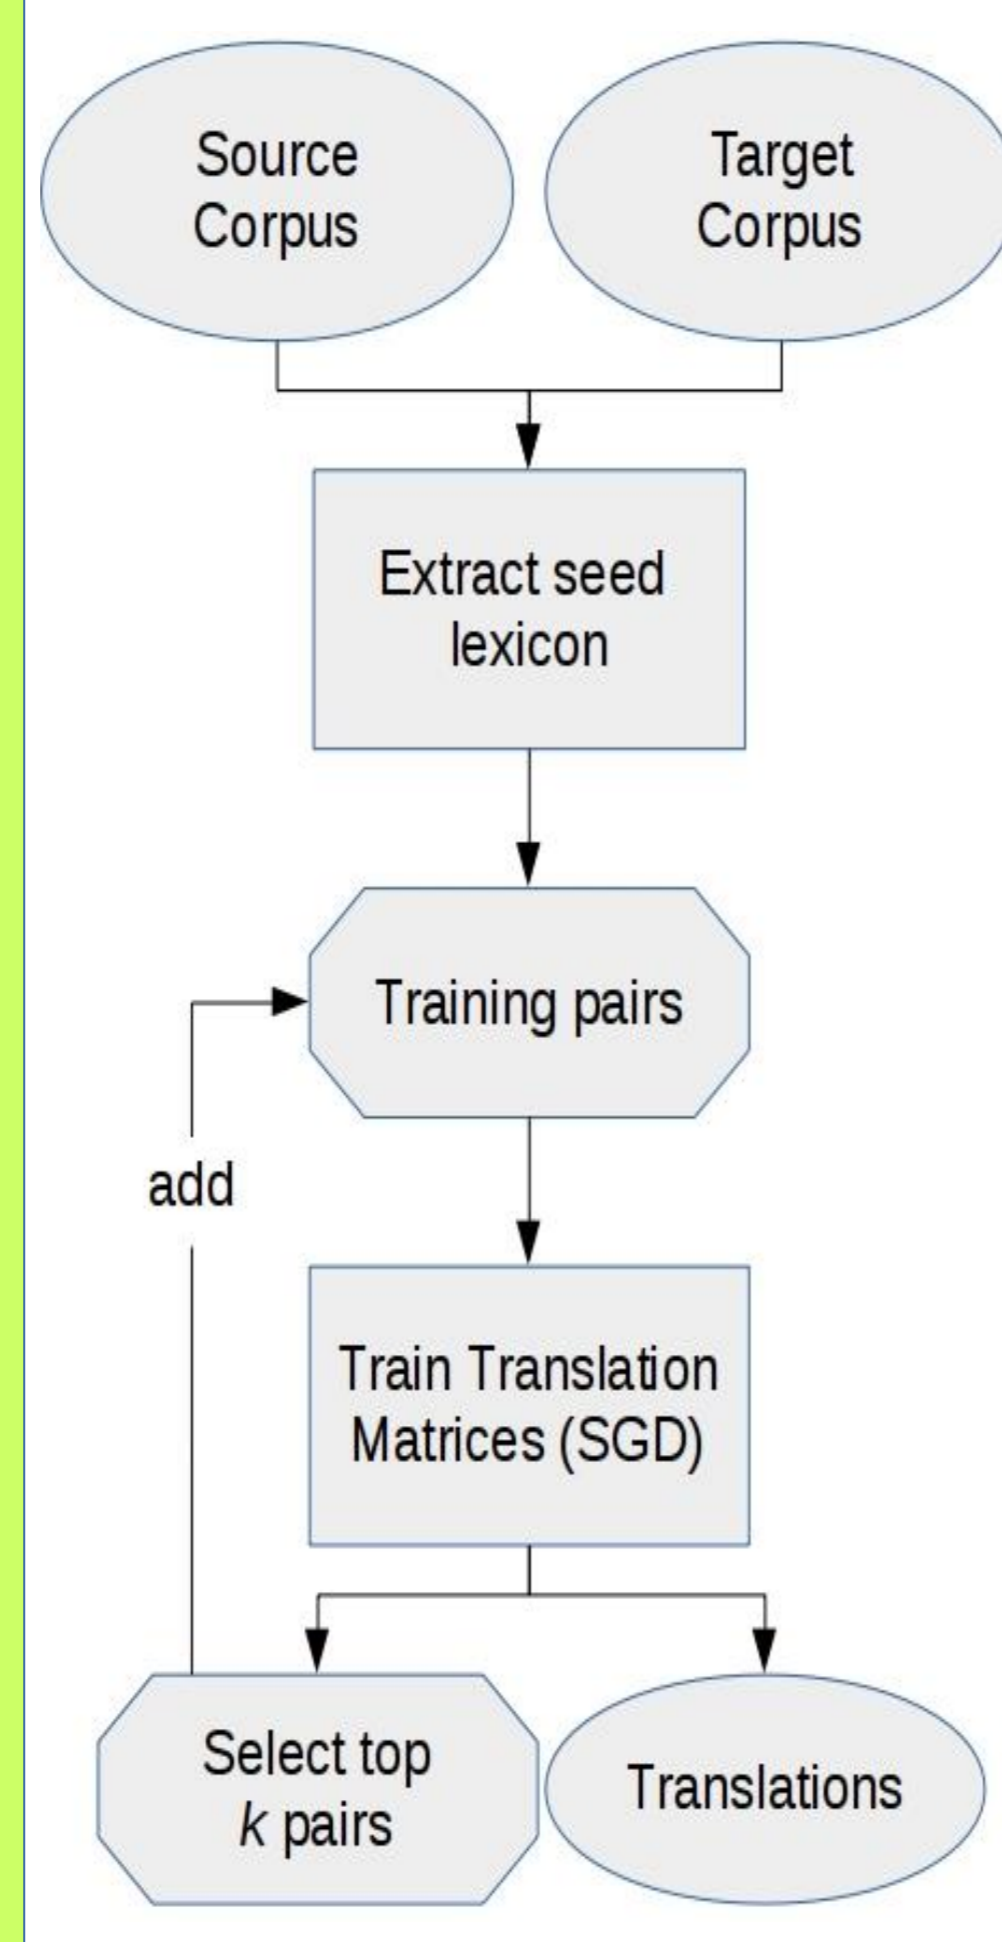 Source
Corpus
Target
Corpus
Extract seed
lexicon
Training pairs
add
Train Translation
Matrices (SGD)
Select top
k pairs
Translations